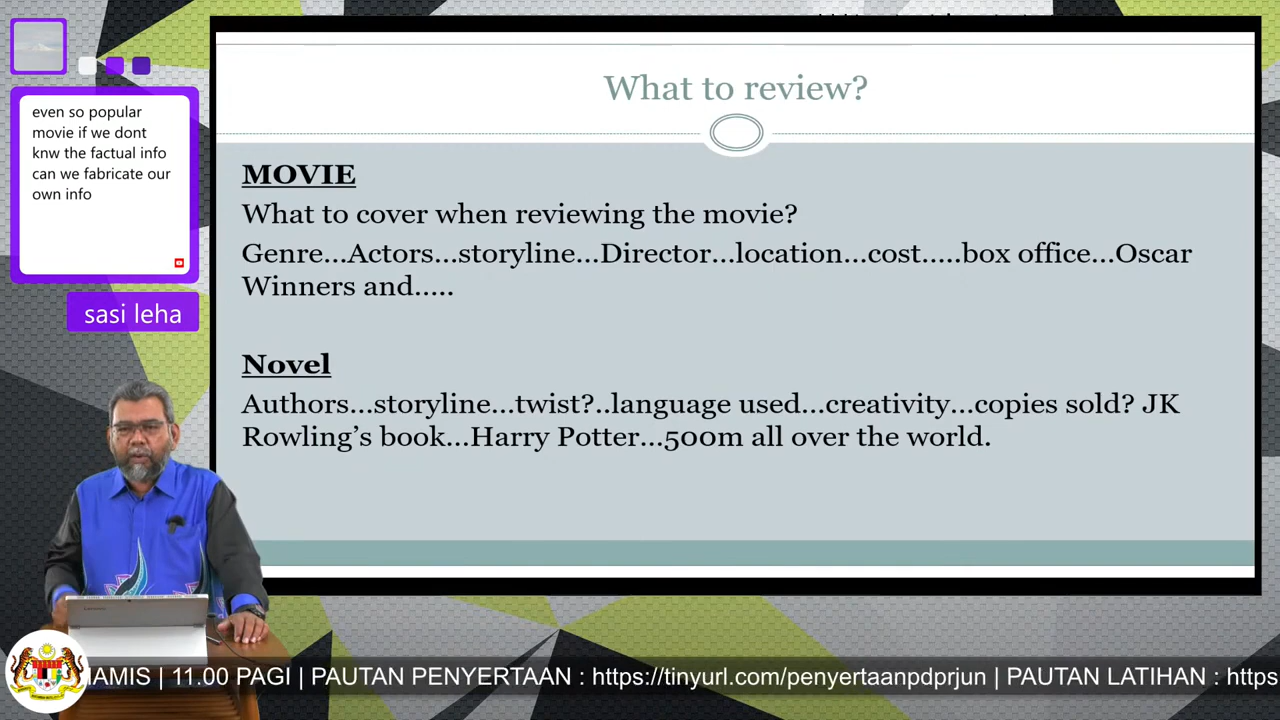 even so popular
movie if we dont
knw the factual info
can we fabricate our
own info
sasi leha
What to review?
MOVIE
What to cover when reviewing the movie?
Genre...Actors...storyline...Director...location...cost.....box office...Oscar
Winners and.....
Novel
Authors...storyline...twist?..language used...creativity...copies sold? JK
Rowling's book...Harry Potter...500m all over the world.
AMIS | 11.00 PAGI | PAUTAN PENYERTAAN : https://tinyurl.com/penyertaanpdprjun | PAUTAN LATIHAN : https